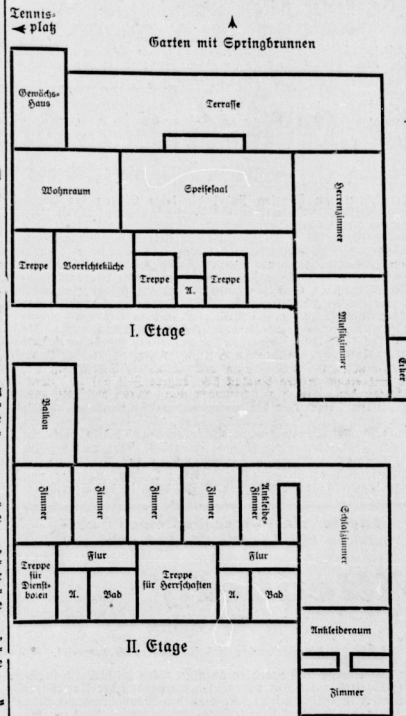 Tennis=
platz
Garten mit Springbrunnen
Gewächs=
Haus
Terrasse
Wohnraum
Speisesaal
Herrenzimmer
Treppe
Vorrichteküche
Treppe
A.
Treppe
Musikzimmer
Erker
I. Etage
Balkon
Zimmer
Zimmer
Zimmer
Zimmer
Ankleide=
Zimmer
Schlafzimmer
Treppe
für
Dienst=
boten
Flur
A.
Bad
Treppe
für Herrschaften
Flur
A.
Bad
Ankleideraum
Zimmer
II. Etage